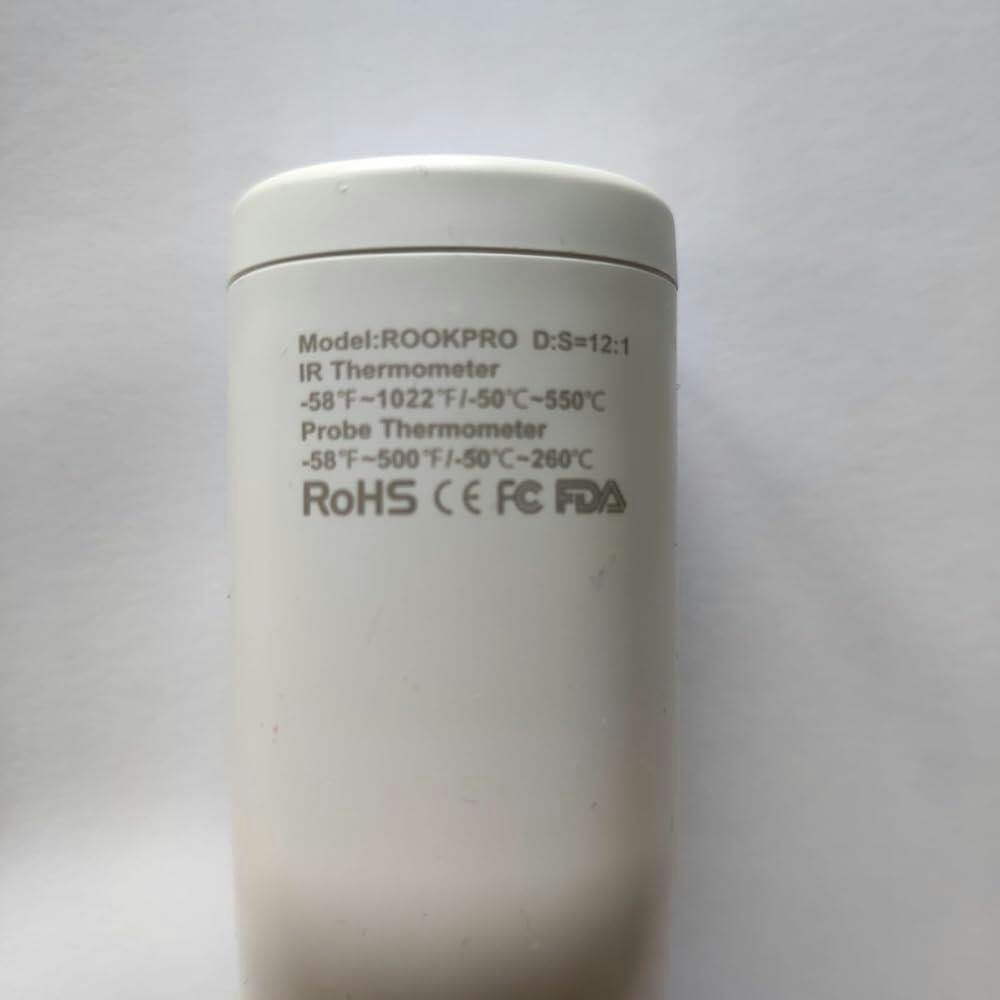 Model:ROOKPRO D:S=12:1
IR Thermometer
-58℉~1022℉/-50℃~550℃
Probe Thermometer
-58℉~500℉/-50℃~260℃
RoHS CE FC FDA